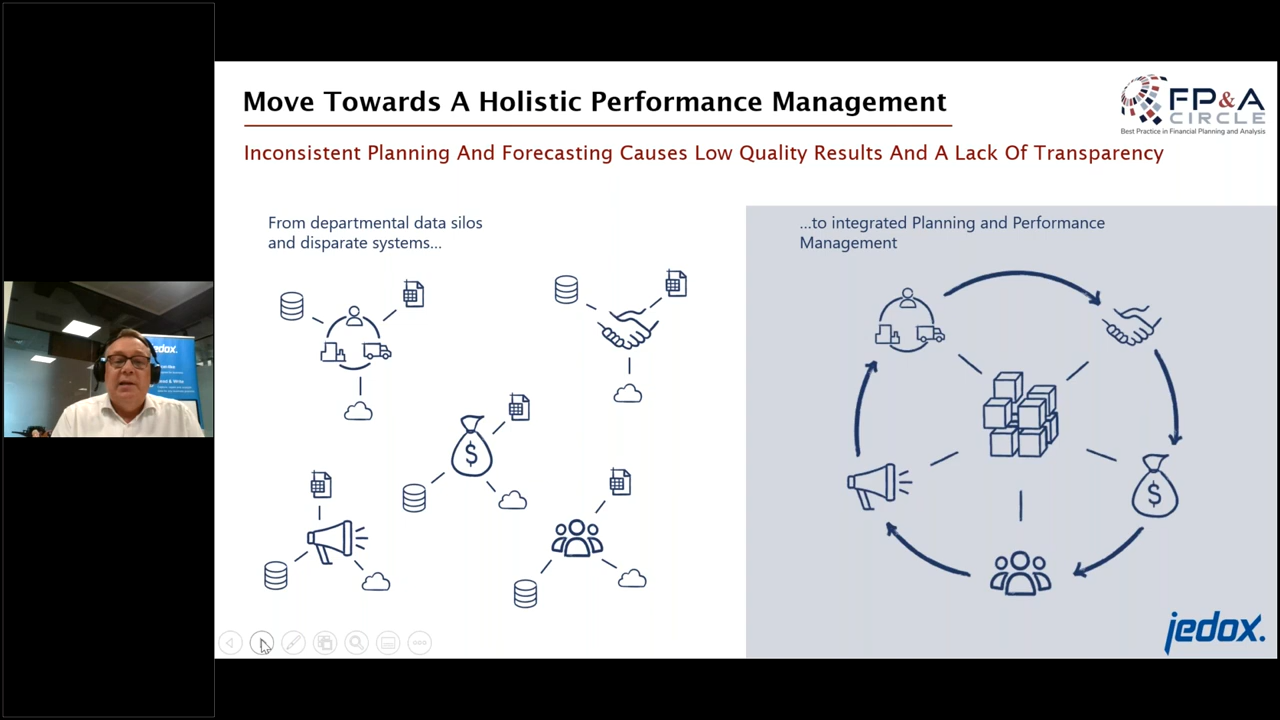 Move Towards A Holistic Performance Management
FP&A
CIRCLE
Best Practice in Financial Planning and Analysis
Inconsistent Planning And Forecasting Causes Low Quality Results And A Lack Of Transparency
From departmental data silos
and disparate systems...
...to integrated Planning and Performance
Management
$
$
jedox.
jedox.